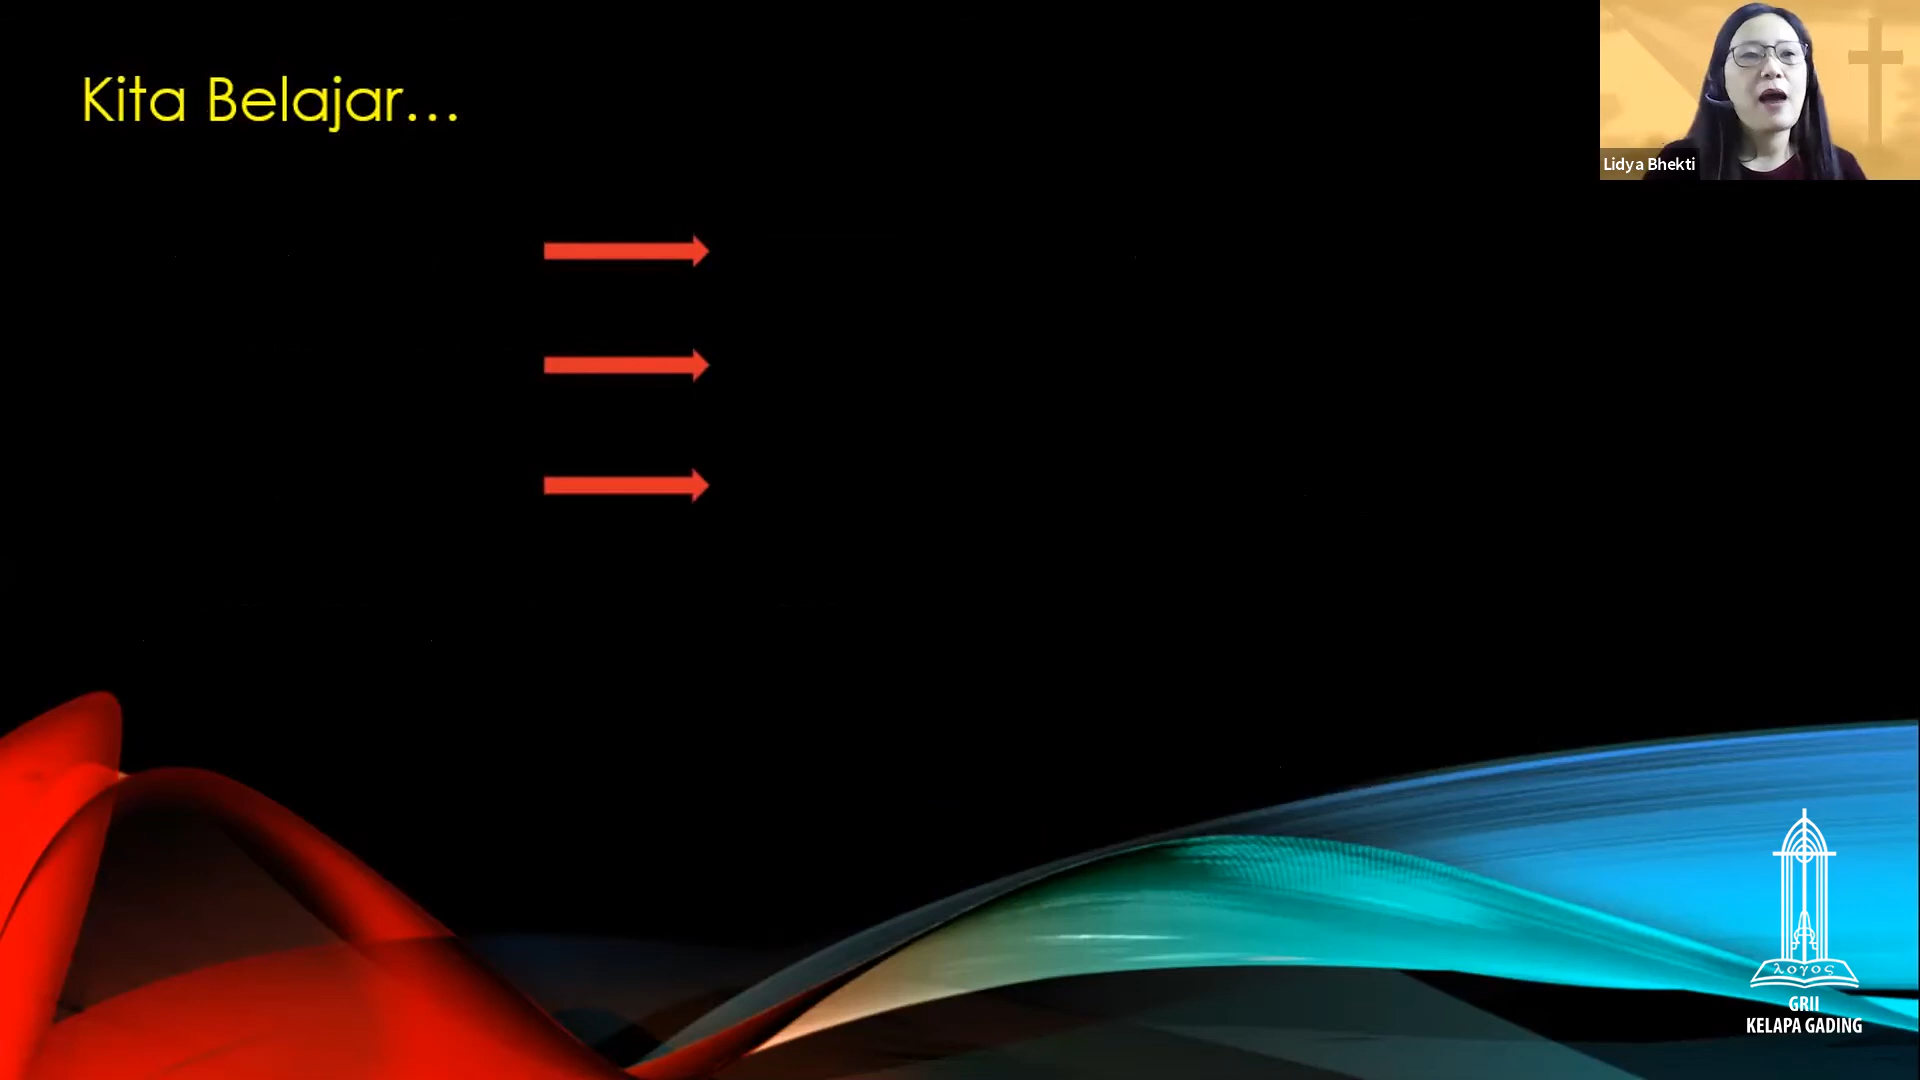 Kita Belajar...
Lidya Bhekti
λογος
GRII
KELAPA GADING